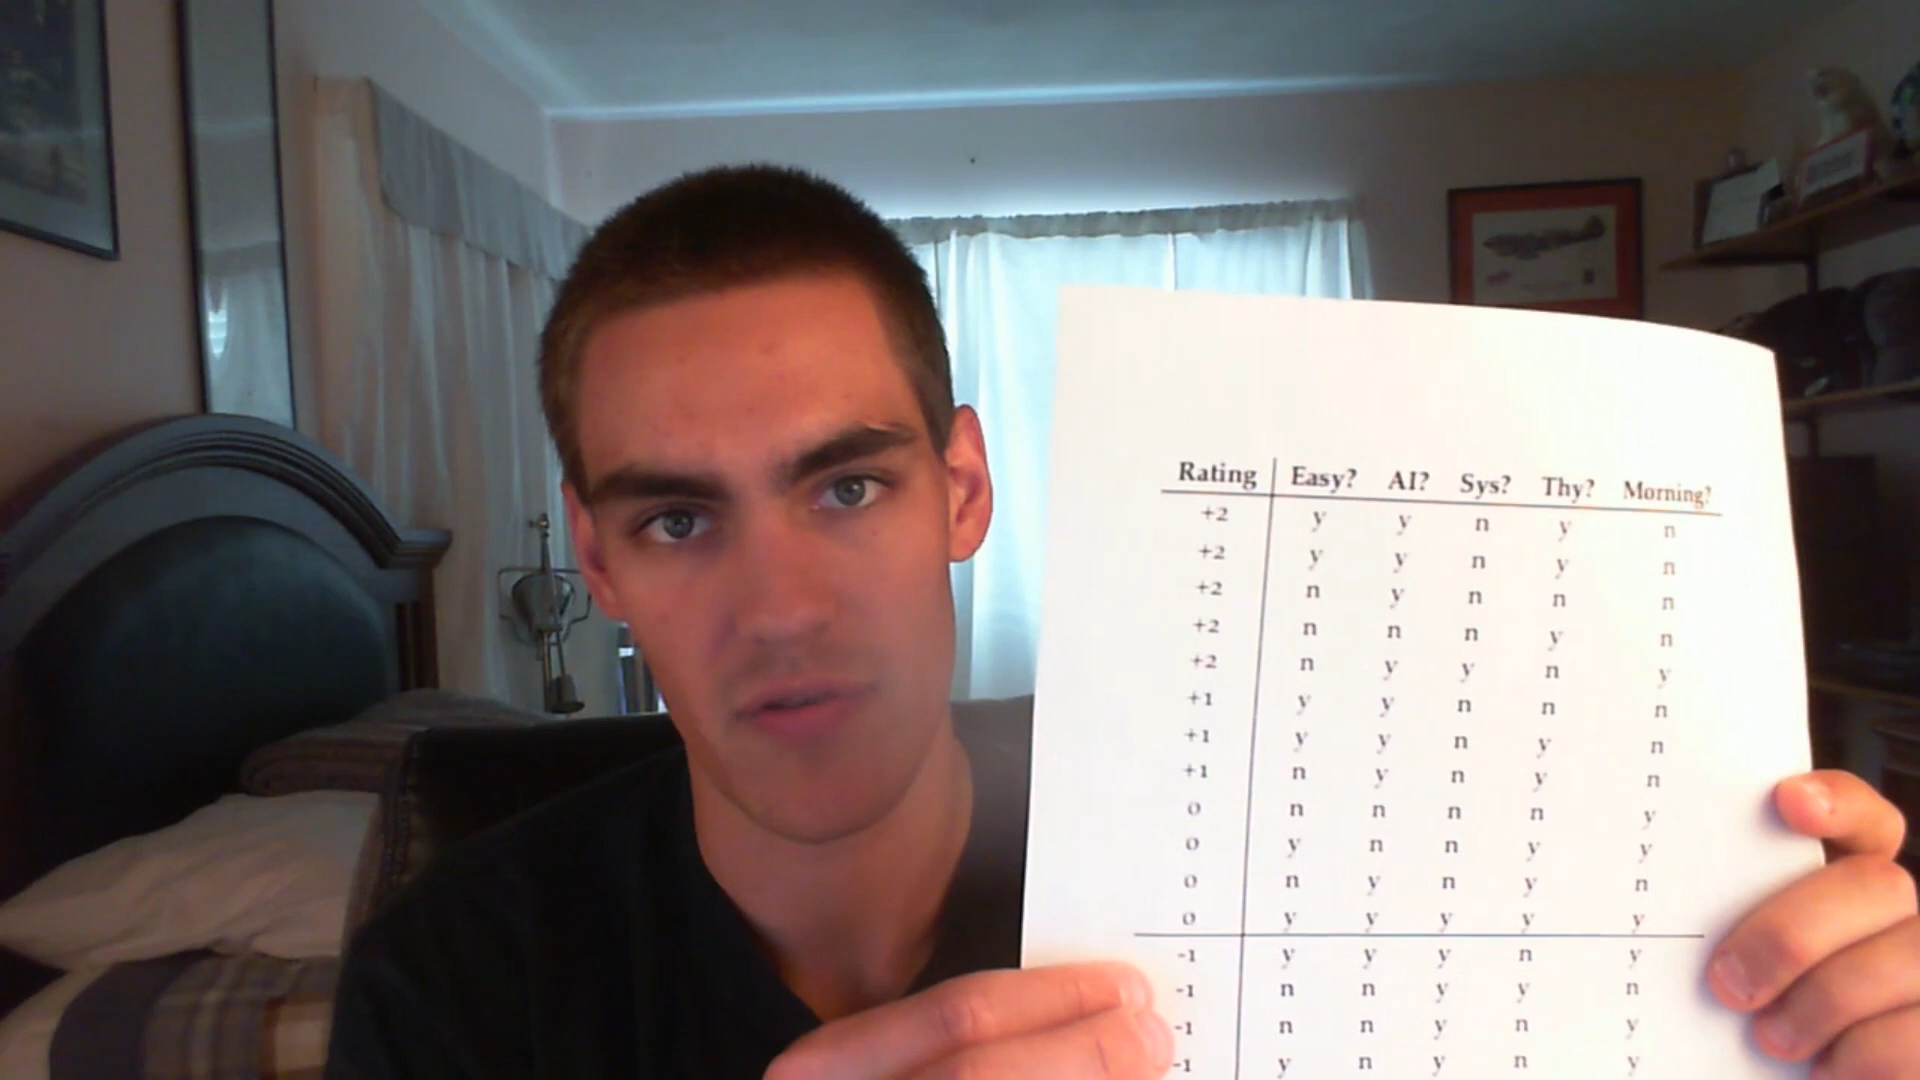 Rating Easy? AI? Sys? Thy? Morning?
+2 y y n y n
+2 y y n y n
+2 n y n n n
+2 n n n y n
+2 n y y n y
+1 y y n n n
+1 y y n y n
+1 n y n y n
0 n n n n y
0 y n n y y
0 n y n y n
0 y y y y y
-1 y y y n y
-1 n n y y n
-1 n n y n y
-1 y n y n y